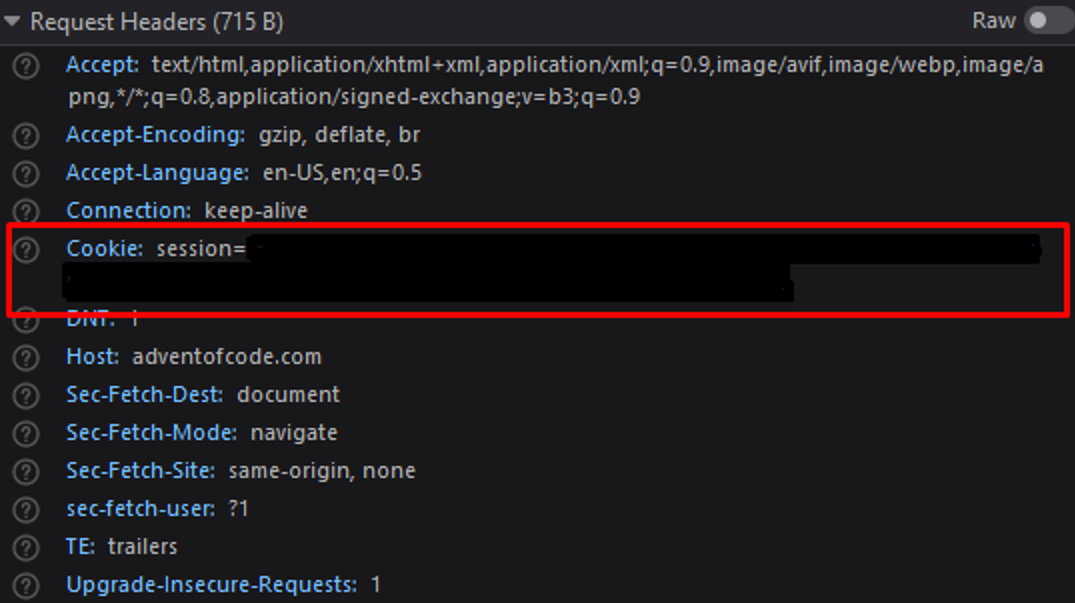 Request Headers (715 B) Raw
Accept: text/html,application/xhtml+xml,application/xml;q=0.9,image/avif,image/webp,image/a
png,*/*;q=0.8,application/signed-exchange;v=b3;q=0.9
Accept-Encoding: gzip, deflate, br
Accept-Language: en-US,en;q=0.5
Connection: keep-alive
Cookie: session=
DNT: 1
Host: adventofcode.com
Sec-Fetch-Dest: document
Sec-Fetch-Mode: navigate
Sec-Fetch-Site: same-origin, none
sec-fetch-user: ?1
TE: trailers
Upgrade-Insecure-Requests: 1